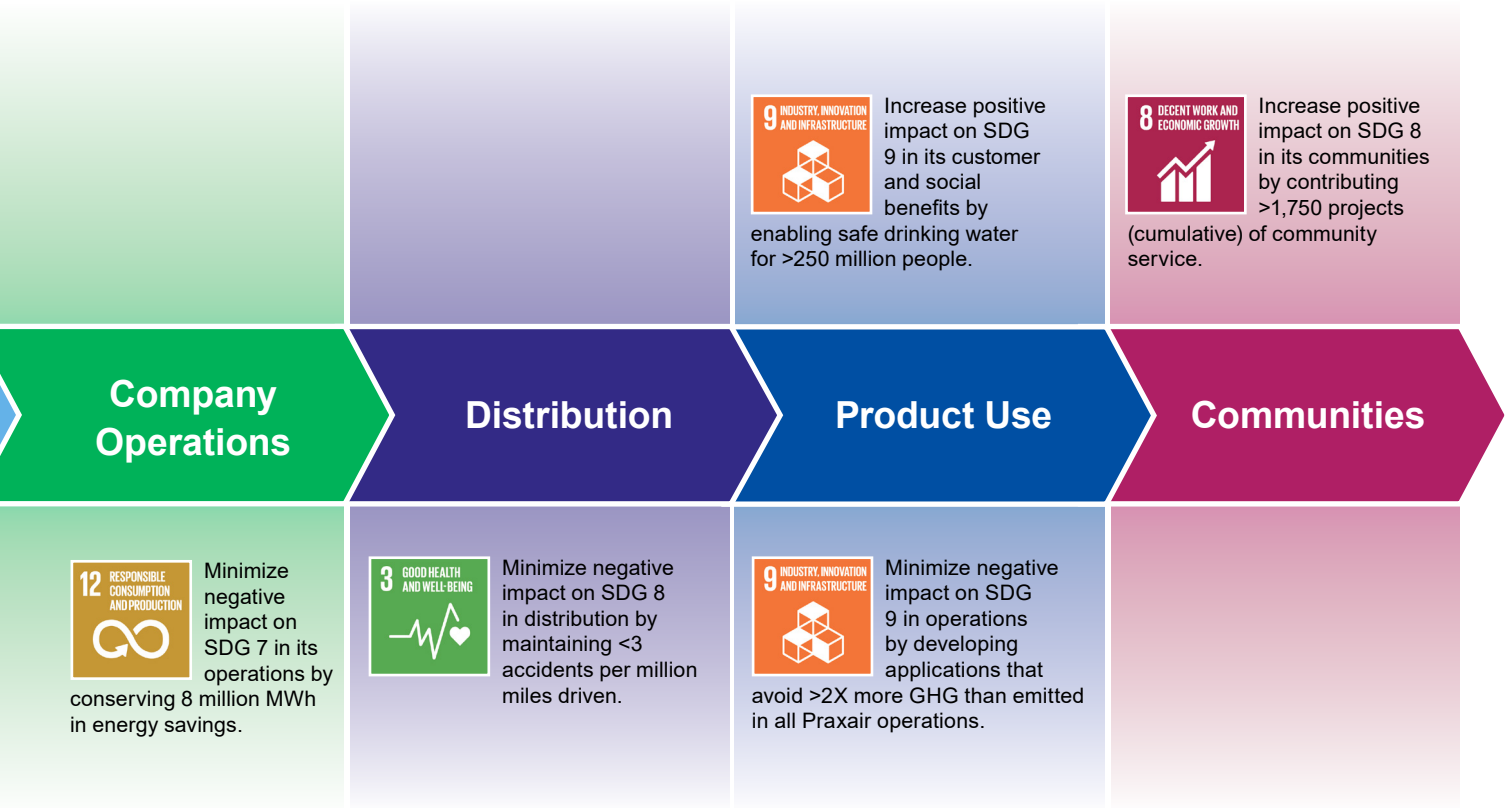 9 INDUSTRY, INNOVATION
AND INFRASTRUCTURE
Increase positive
impact on SDG
9 in its customer
and social
benefits by
enabling safe drinking water
for >250 million people.
8 DECENT WORK AND
ECONOMIC GROWTH
Increase positive
impact on SDG 8
in its communities
by contributing
>1,750 projects
(cumulative) of community
service.
Company
Operations
Distribution
Product Use
Communities
12 RESPONSIBLE
CONSUMPTION
AND PRODUCTION
Minimize
negative
impact on
SDG 7 in its
operations by
conserving 8 million MWh
in energy savings.
3 GOOD HEALTH
AND WELL-BEING
Minimize negative
impact on SDG 8
in distribution by
maintaining <3
accidents per million
miles driven.
9 INDUSTRY, INNOVATION
AND INFRASTRUCTURE
Minimize negative
impact on SDG
9 in operations
by developing
applications that
avoid >2X more GHG than emitted
in all Praxair operations.